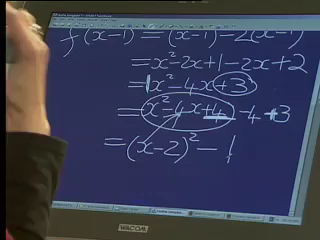 f(x-1)=(x-1)²-2(x-1)
=x²-2x+1-2x+2
=1x²-4x+3
=x²-4x+4-4+3
=(x-2)²-1
WACOM